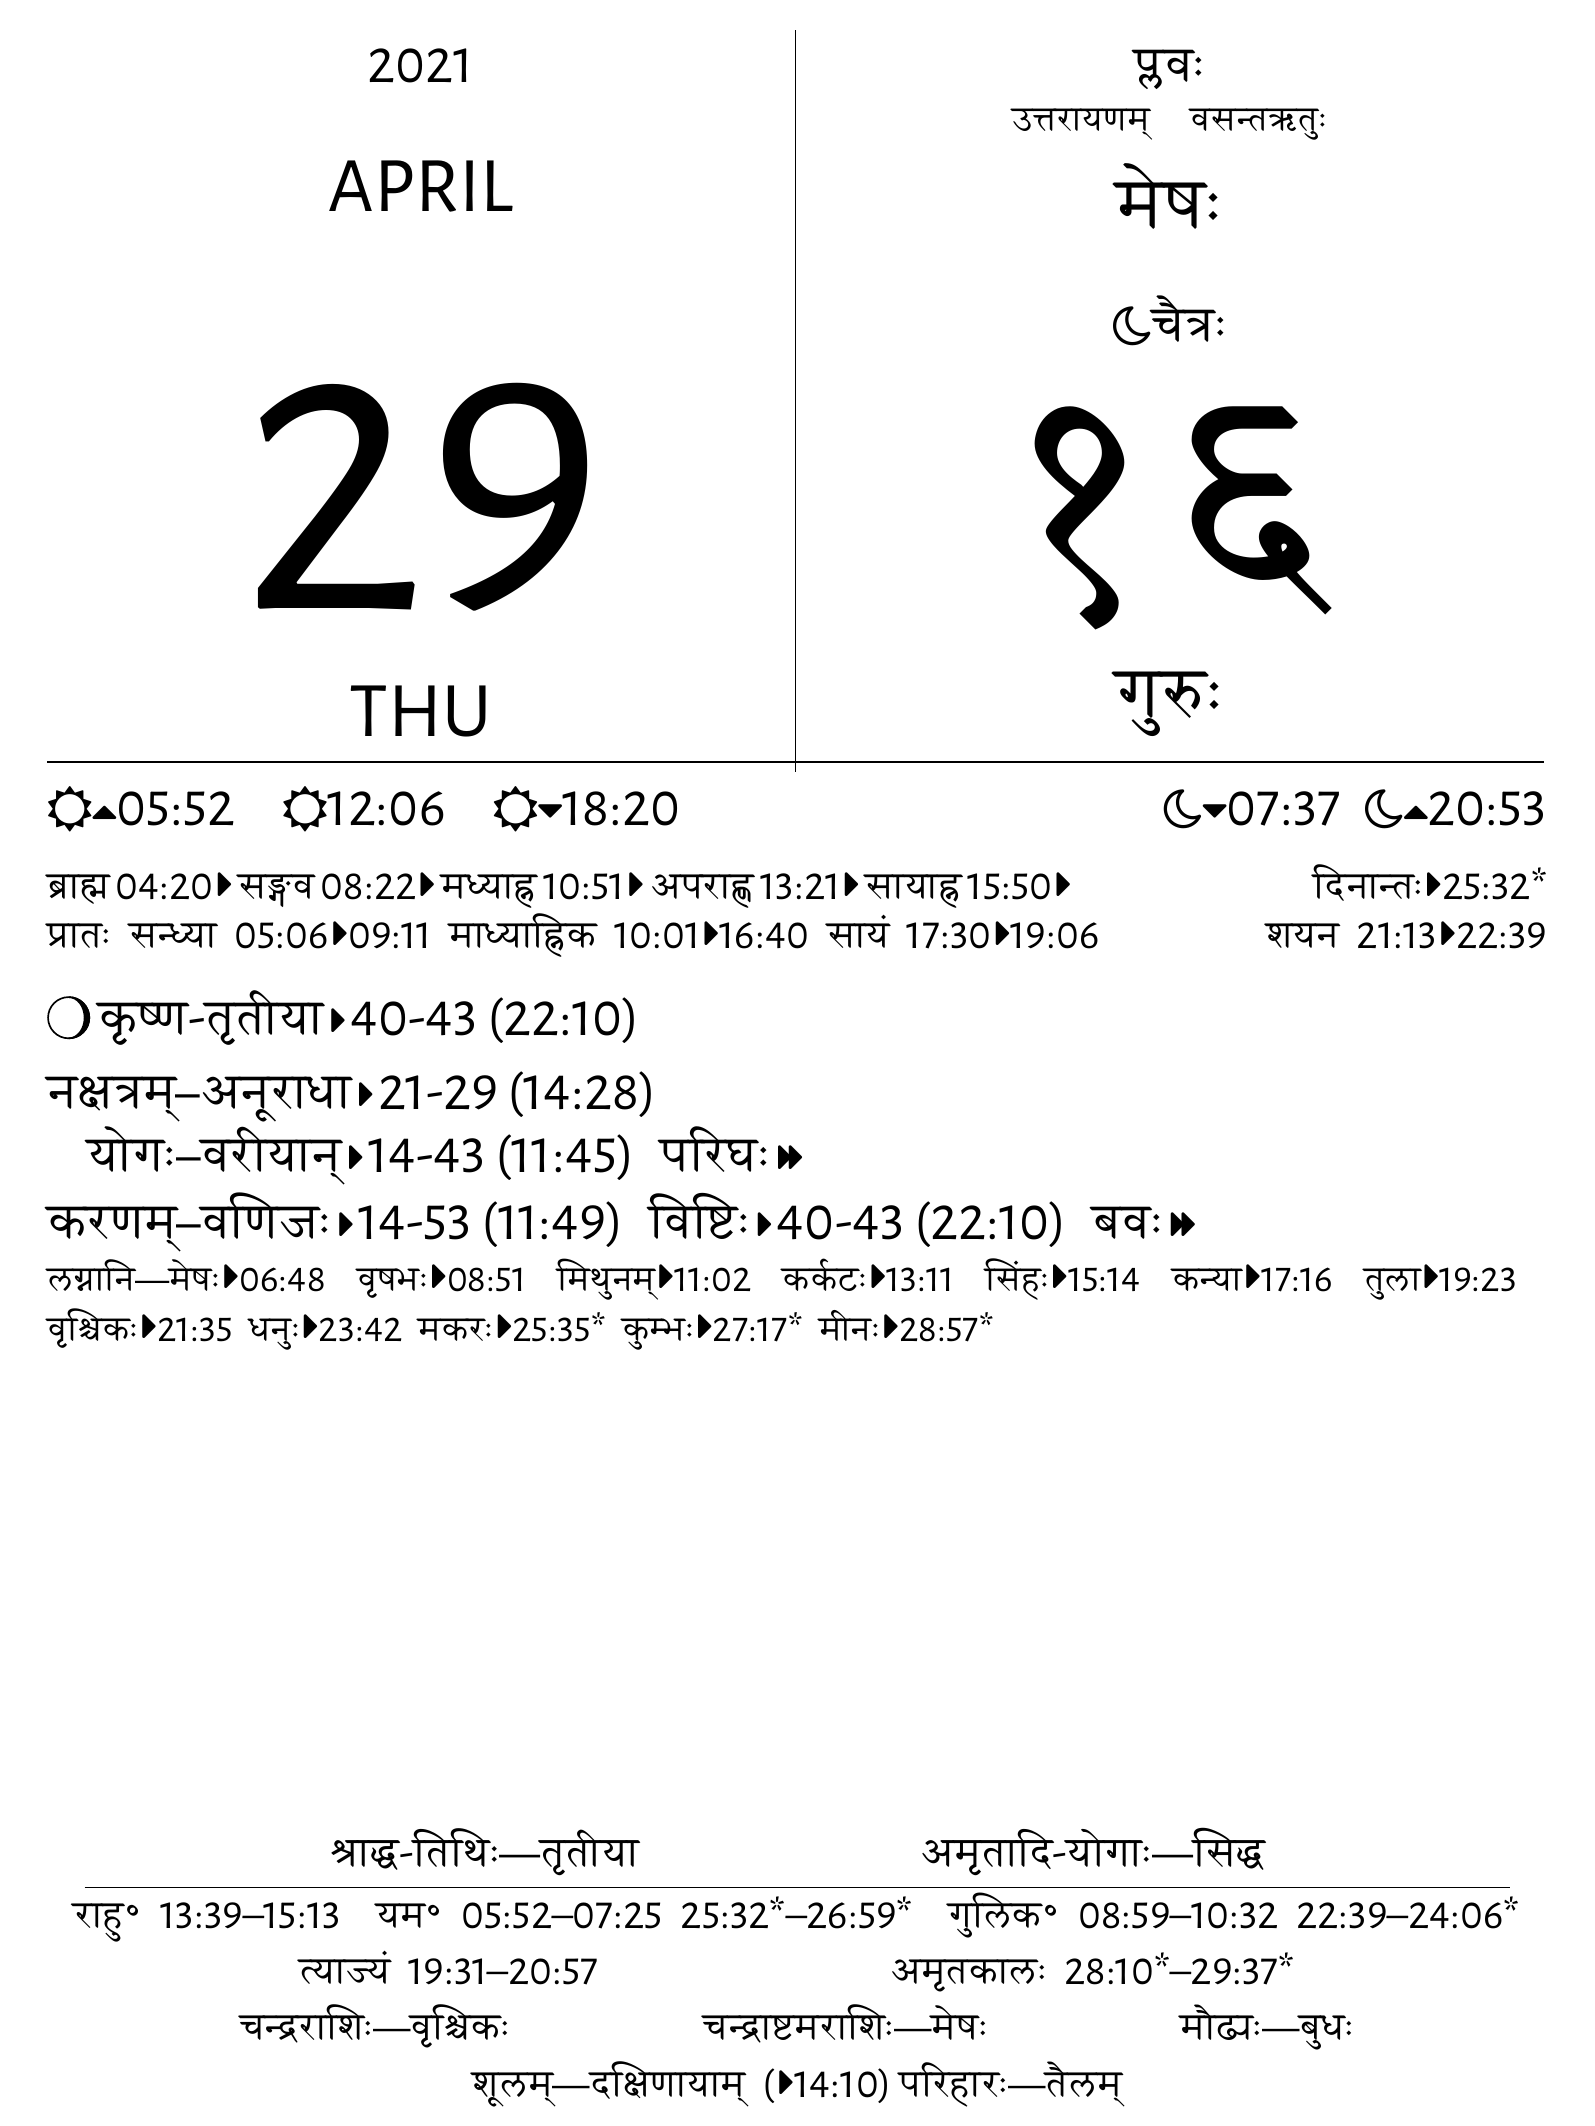 2021
APRIL
29
THU
प्लवः
उत्तरायणम् वसन्तऋतुः
मेषः
चैत्रः
१६
गुरुः
05:52 12:06 18:20 07:37 20:53
ब्राह्म 04:20 सङ्गव 08:22 मध्याह्न 10:51 अपराह्ण 13:21 सायाह्न 15:50 दिनान्तः 25:32*
प्रातः सन्ध्या 05:06 09:11 माध्याह्निक 10:01 16:40 सायं 17:30 19:06 शयन 21:13 22:39
कृष्ण-तृतीया 40-43 (22:10)
नक्षत्रम्–अनूराधा 21-29 (14:28)
योगः–वरीयान् 14-43 (11:45) परिघः
करणम्–वणिजः 14-53 (11:49) विष्टिः 40-43 (22:10) बवः
लग्नानि—मेषः 06:48 वृषभः 08:51 मिथुनम् 11:02 कर्कटः 13:11 सिंहः 15:14 कन्या 17:16 तुला 19:23
वृश्चिकः 21:35 धनुः 23:42 मकरः 25:35* कुम्भः 27:17* मीनः 28:57*
श्राद्ध-तिथिः—तृतीया अमृतादि-योगाः—सिद्ध
राहु॰ 13:39–15:13 यम॰ 05:52–07:25 25:32*–26:59* गुलिक॰ 08:59–10:32 22:39–24:06*
त्याज्यं 19:31–20:57 अमृतकालः 28:10*–29:37*
चन्द्रराशिः—वृश्चिकः चन्द्राष्टमराशिः—मेषः मौढ्यः—बुधः
शूलम्—दक्षिणायाम् (14:10) परिहारः—तैलम्